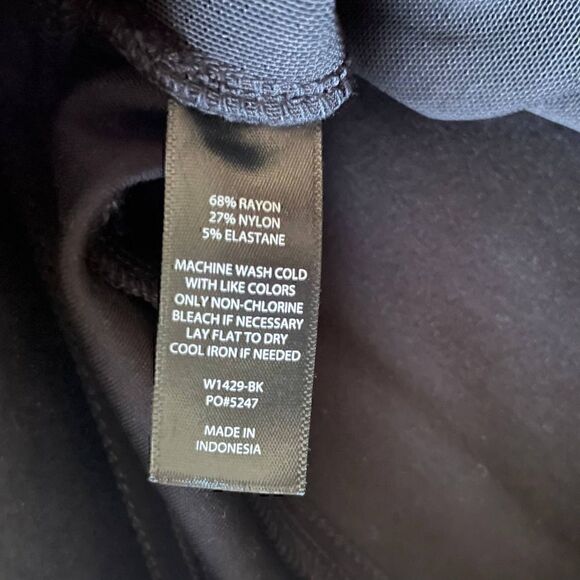 68% RAYON
27% NYLON
5% ELASTANE
MACHINE WASH COLD
WITH LIKE COLORS
ONLY NON-CHLORINE
BLEACH IF NECESSARY
LAY FLAT TO DRY
COOL IRON IF NEEDED
W1429-BK
PO#5247
MADE IN
INDONESIA